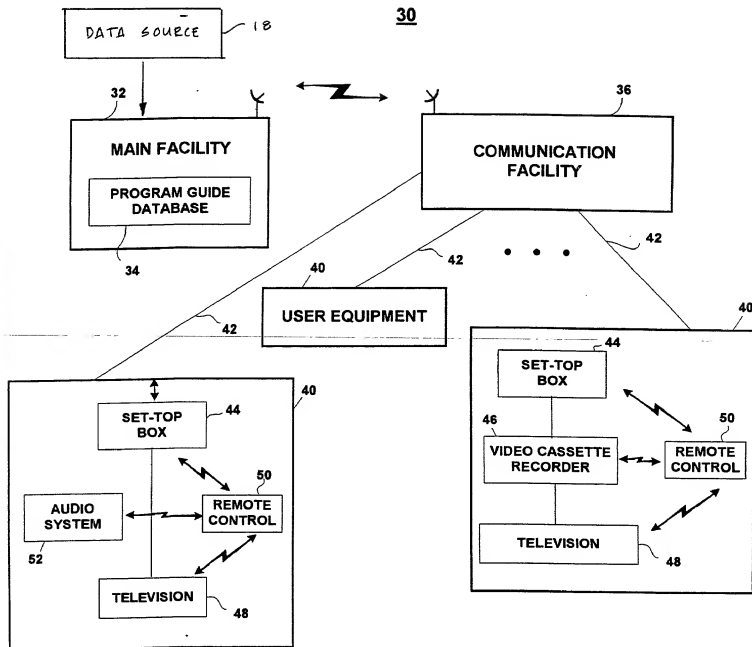 30
DATA SOURCE
18
32
36
MAIN FACILITY
COMMUNICATION
FACILITY
PROGRAM GUIDE
DATABASE
34
42
42
42
40
USER EQUIPMENT
40
44
SET-TOP
BOX
46
VIDEO CASSETTE
RECORDER
50
REMOTE
CONTROL
TELEVISION
48
40
SET-TOP
BOX
44
50
REMOTE
CONTROL
AUDIO
SYSTEM
52
TELEVISION
48